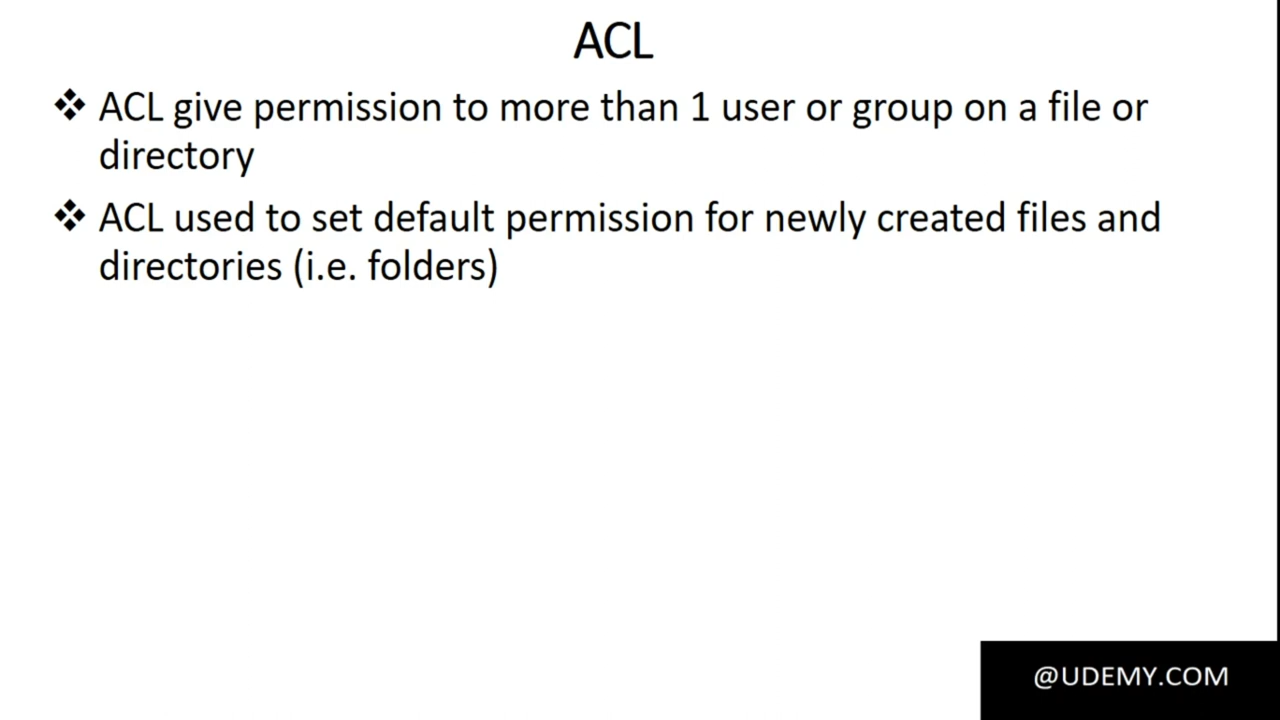 ACL
❖ ACL give permission to more than 1 user or group on a file or
directory
❖ ACL used to set default permission for newly created files and
directories (i.e. folders)
@UDEMY.COM